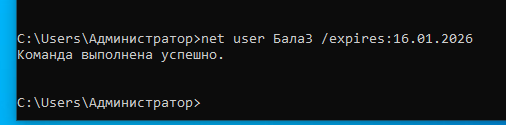 C:\Users\Администратор>net user Бала3 /expires:16.01.2026
Команда выполнена успешно.
C:\Users\Администратор>